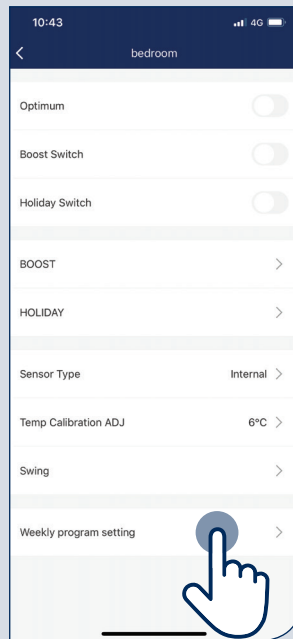 10:43 4G
bedroom
Optimum
Boost Switch
Holiday Switch
BOOST
HOLIDAY
Sensor Type Internal
Temp Calibration ADJ 6°C
Swing
Weekly program setting